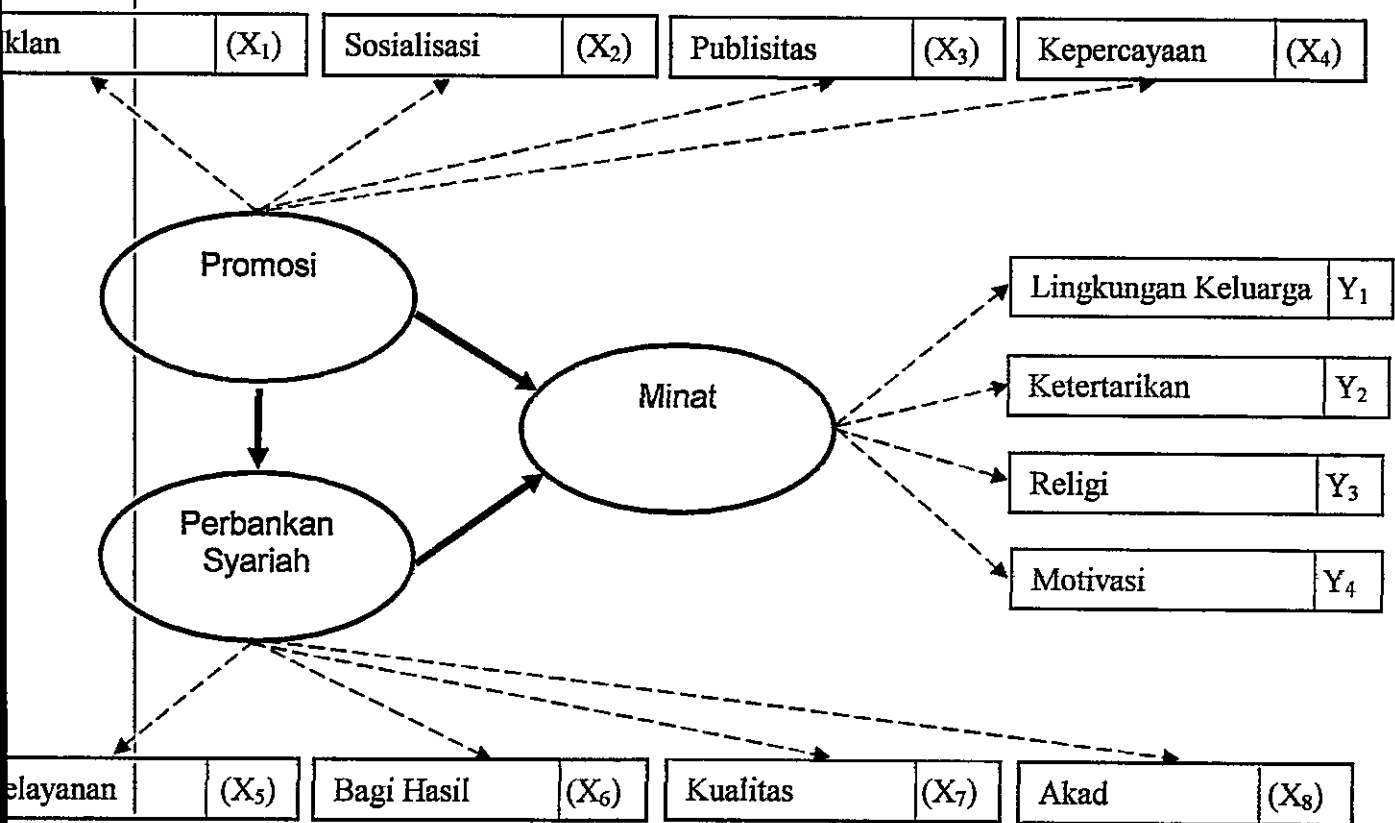 klan (X₁) Sosialisasi (X₂) Publisitas (X₃) Kepercayaan (X₄)
Promosi
Lingkungan Keluarga Y₁
Minat
Ketertarikan Y₂
Religi Y₃
Perbankan
Syariah
Motivasi Y₄
elayanan (X₅) Bagi Hasil (X₆) Kualitas (X₇) Akad (X₈)